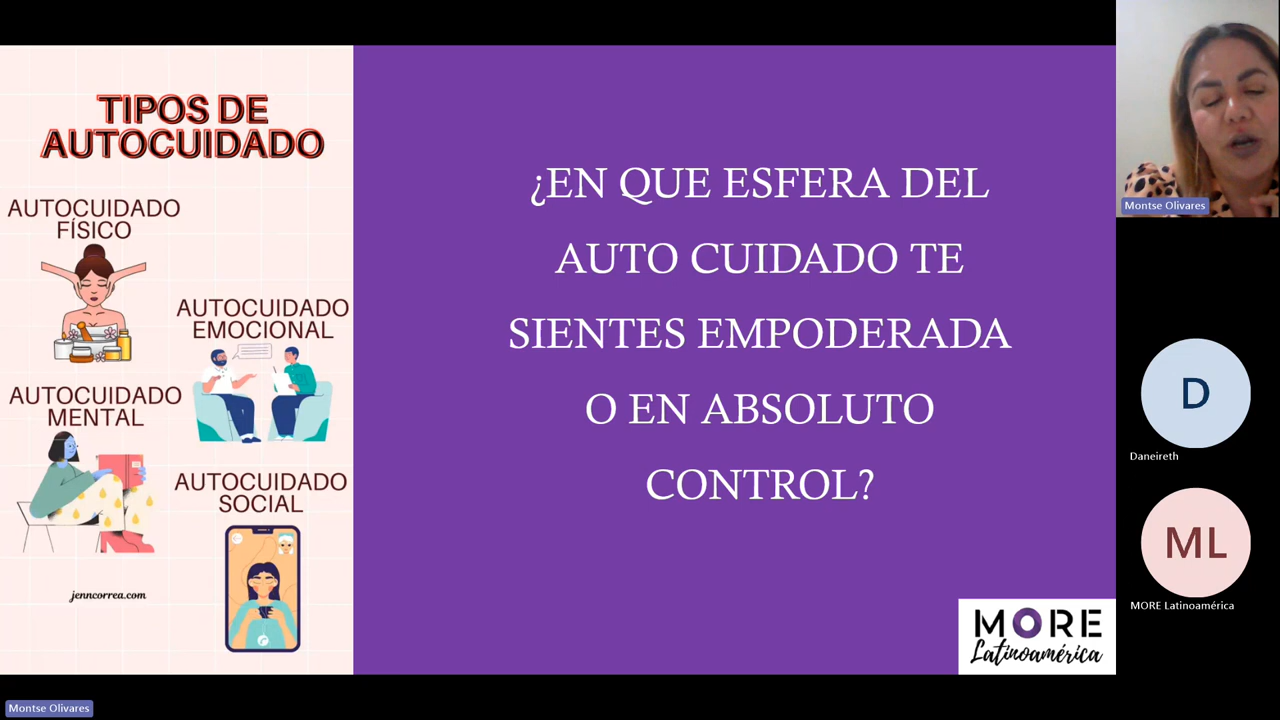 TIPOS DE
AUTOCUIDADO
AUTOCUIDADO
FÍSICO
AUTOCUIDADO
EMOCIONAL
AUTOCUIDADO
MENTAL
AUTOCUIDADO
SOCIAL
jenncorrea.com
¿EN QUE ESFERA DEL
AUTO CUIDADO TE
SIENTES EMPODERADA
O EN ABSOLUTO
CONTROL?
MORE
Latinoamérica
Montse Olivares
D
Daneireth
ML
MORE Latinoamérica
Montse Olivares